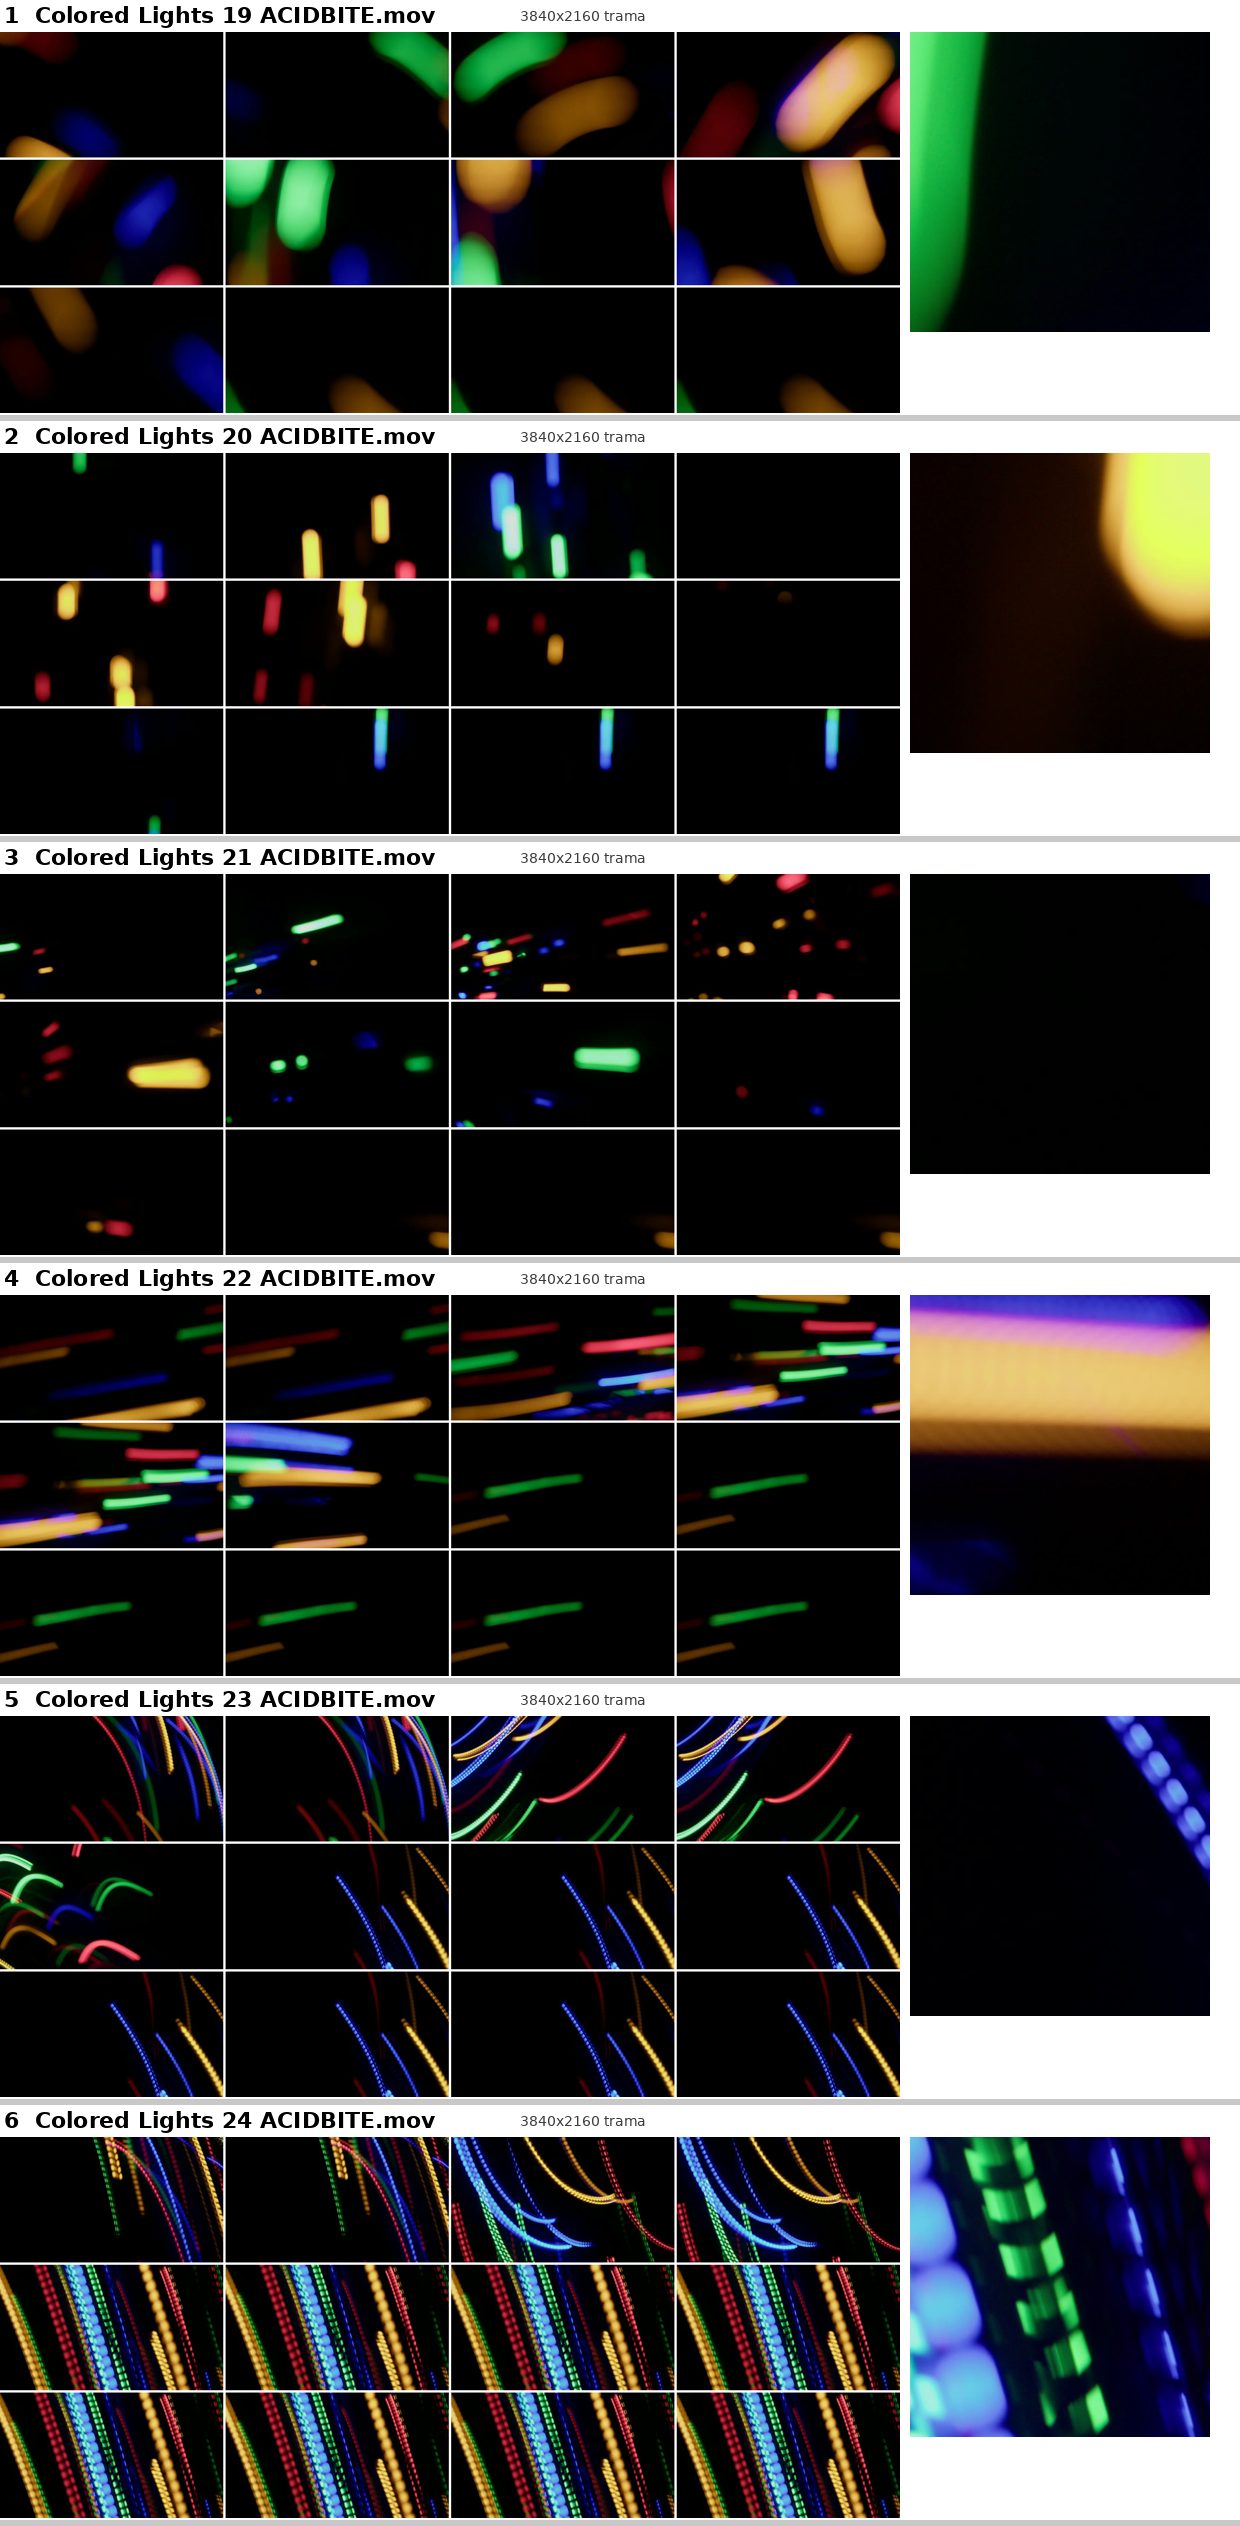 1 Colored Lights 19 ACIDBITE.mov 3840x2160 trama
2 Colored Lights 20 ACIDBITE.mov 3840x2160 trama
3 Colored Lights 21 ACIDBITE.mov 3840x2160 trama
4 Colored Lights 22 ACIDBITE.mov 3840x2160 trama
5 Colored Lights 23 ACIDBITE.mov 3840x2160 trama
6 Colored Lights 24 ACIDBITE.mov 3840x2160 trama